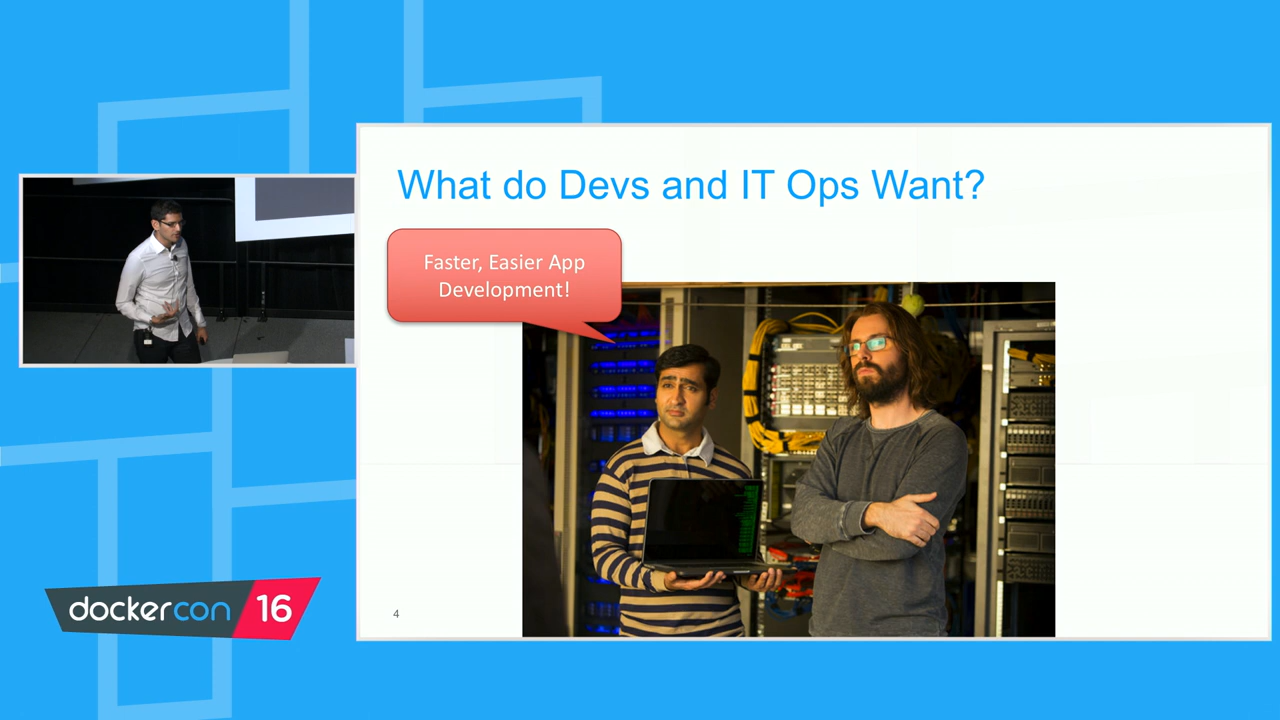 What do Devs and IT Ops Want?
Faster, Easier App
Development!
4
dockercon 16